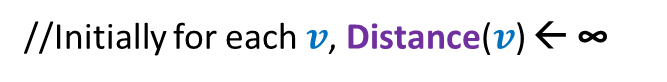 //Initially for each v, Distance(v) ← ∞